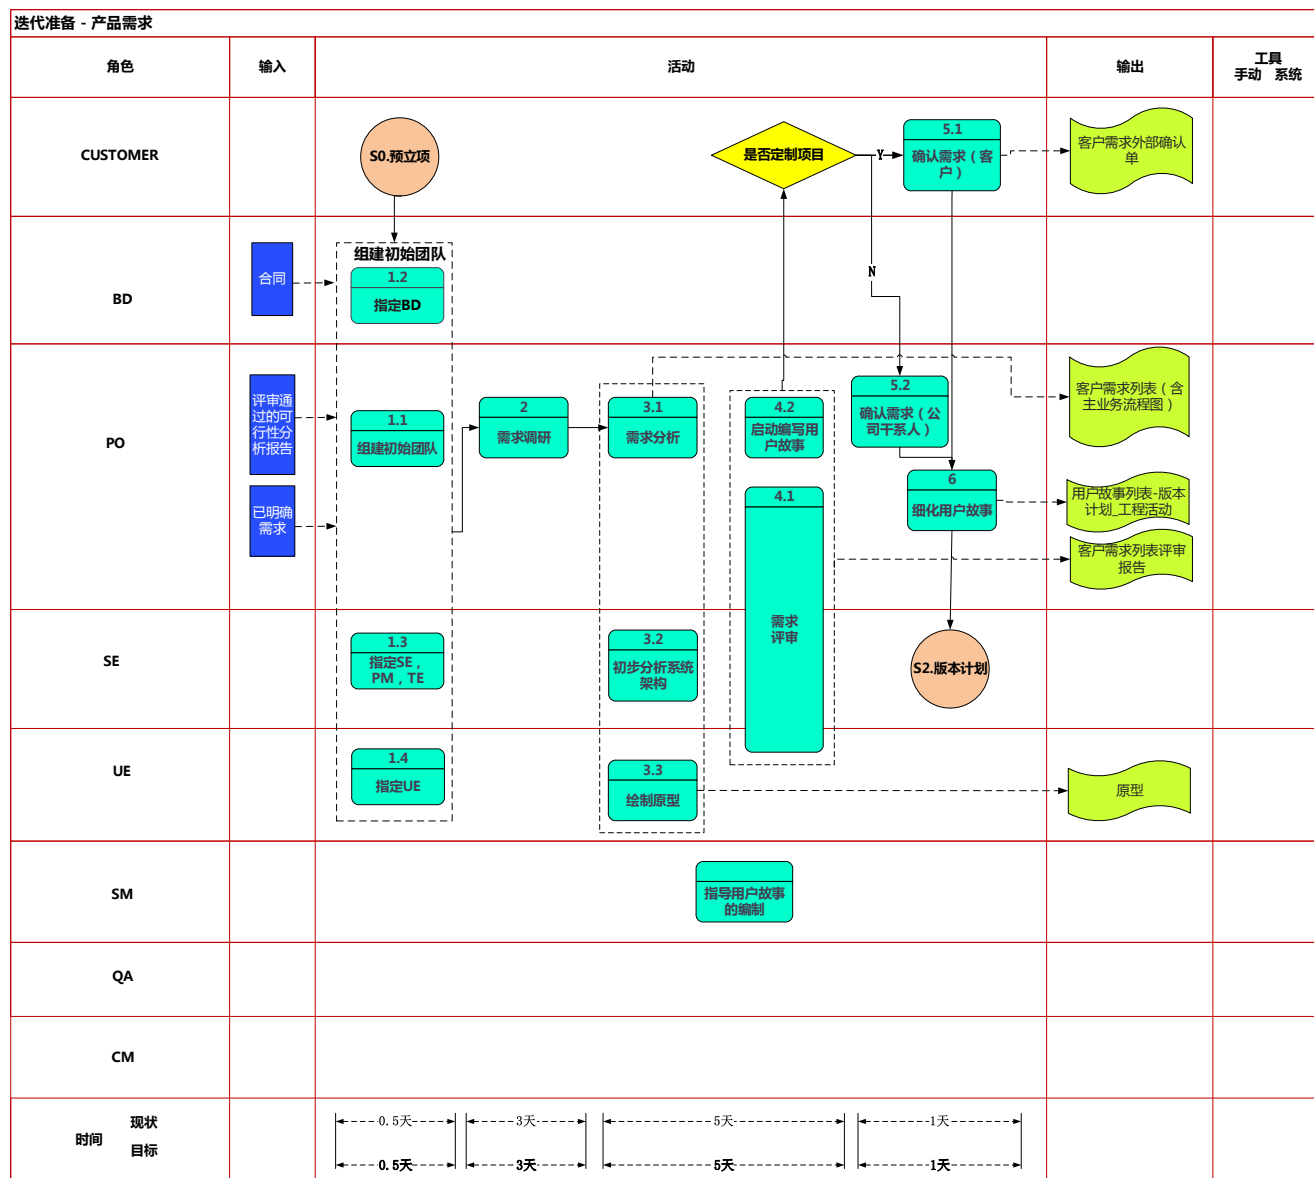 迭代准备 - 产品需求
角色
输入
活动
输出
工具
手动 系统
CUSTOMER
S0.预立项
是否定制项目
Y
N
5.1
确认需求（客
户）
客户需求外部确认
单
BD
合同
组建初始团队
1.2
指定BD
PO
评审通
过的可
行性分
析报告
已明确
需求
1.1
组建初始团队
2
需求调研
3.1
需求分析
4.2
启动编写用
户故事
4.1
需求
评审
5.2
确认需求（公
司干系人）
6
细化用户故事
客户需求列表（含
主业务流程图）
用户故事列表-版本
计划_工程活动
客户需求列表评审
报告
SE
1.3
指定SE，
PM，TE
3.2
初步分析系统
架构
S2.版本计划
UE
1.4
指定UE
3.3
绘制原型
原型
SM
指导用户故事
的编制
QA
CM
时间
现状
0.5天
3天
5天
1天
目标
0.5天
3天
5天
1天